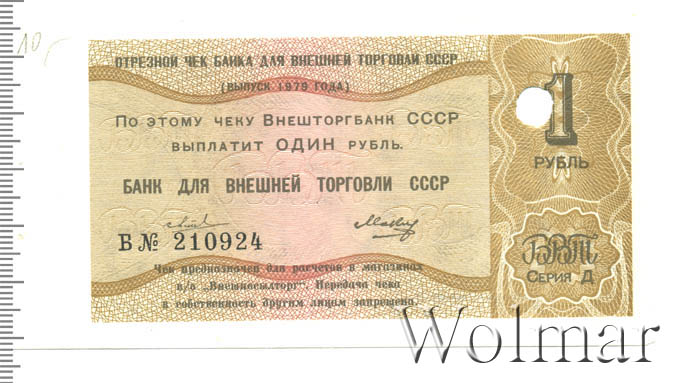 10
ОТРЕЗНОЙ ЧЕК БАНКА ДЛЯ ВНЕШНЕЙ ТОРГОВЛИ СССР
(ВЫПУСК 1979 ГОДА)
По этому чеку Внешторгбанк СССР
выплатит ОДИН рубль.
БАНК ДЛЯ ВНЕШНЕЙ ТОРГОВЛИ СССР
Б № 210924
Чек предназначен для расчетов в магазинах
в/о „Внешпосылторг". Передача чека
в собственность другим лицам запрещена.
1
РУБЛЬ
БВТ
Серия Д
Wolmar